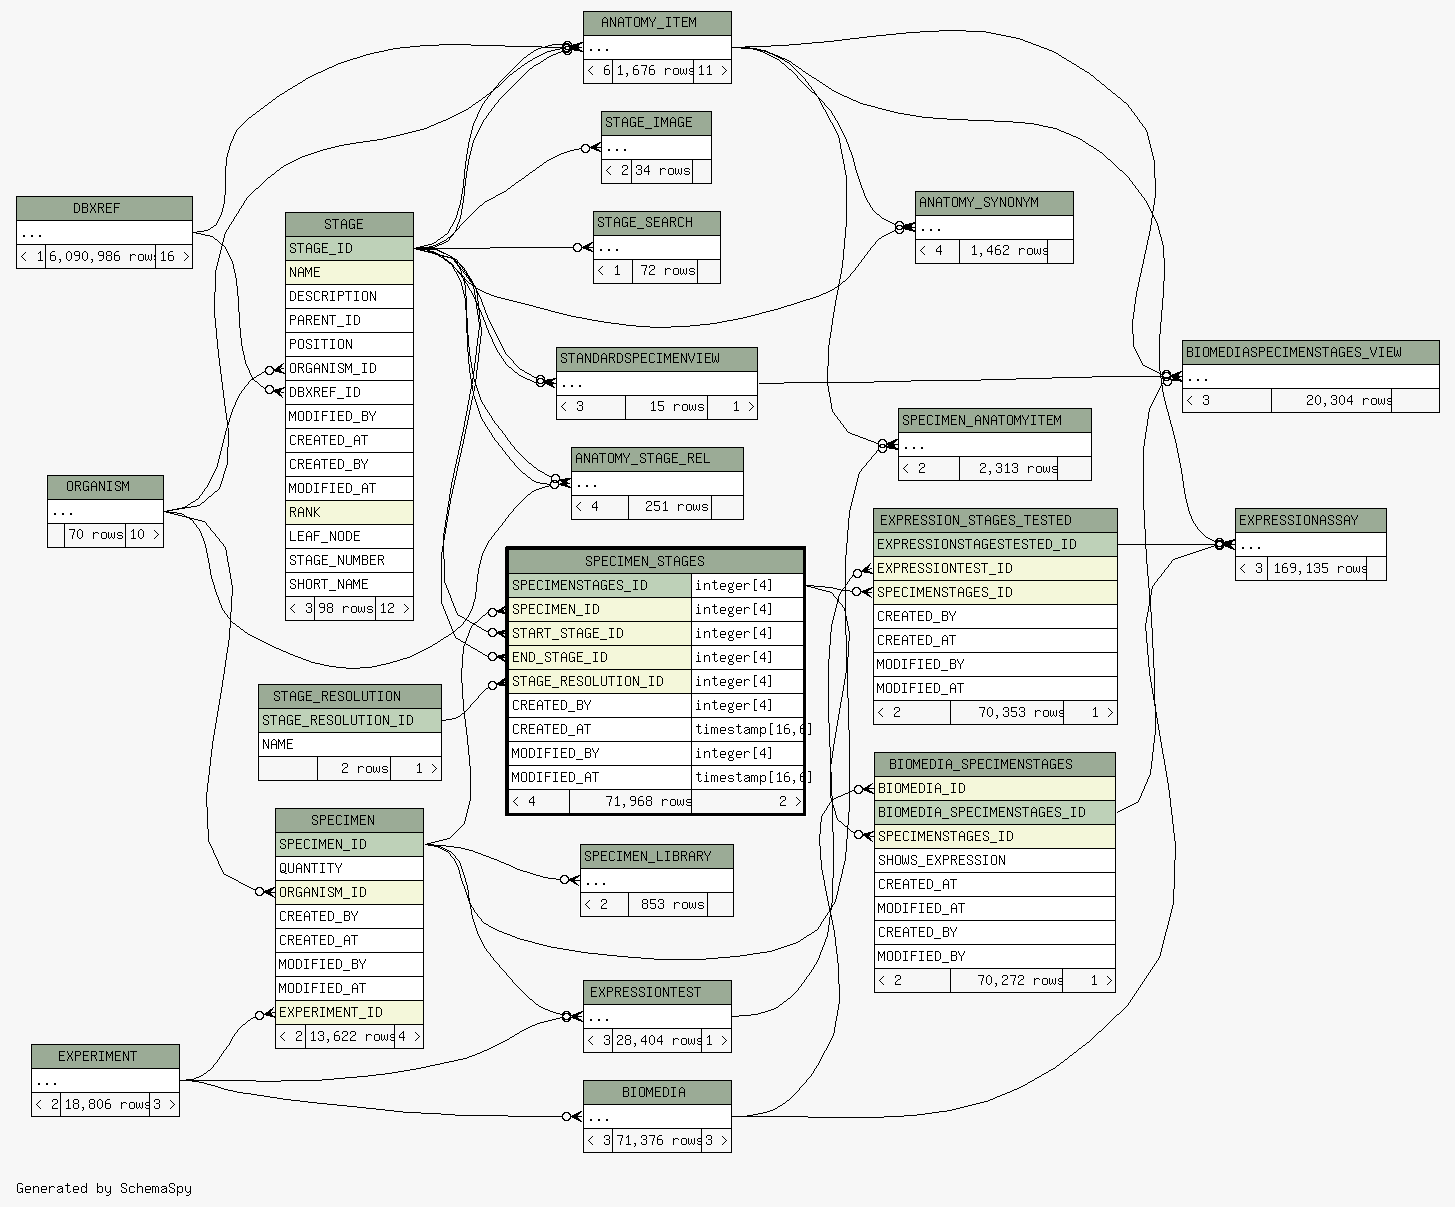 ANATOMY_ITEM
...
< 6 1,676 rows 11 >
STAGE_IMAGE
...
< 2 34 rows
DBXREF
...
< 1 6,090,986 rows 16 >
ANATOMY_SYNONYM
...
< 4 1,462 rows
STAGE_SEARCH
...
< 1 72 rows
STAGE
STAGE_ID
NAME
DESCRIPTION
PARENT_ID
POSITION
ORGANISM_ID
DBXREF_ID
MODIFIED_BY
CREATED_AT
CREATED_BY
MODIFIED_AT
RANK
LEAF_NODE
STAGE_NUMBER
SHORT_NAME
< 3 98 rows 12 >
STANDARDSPECIMENVIEW
...
< 3 15 rows 1 >
BIOMEDIASPECIMENSTAGES_VIEW
...
< 3 20,304 rows
SPECIMEN_ANATOMYITEM
...
< 2 2,313 rows
ANATOMY_STAGE_REL
...
< 4 251 rows
ORGANISM
...
70 rows 10 >
EXPRESSION_STAGES_TESTED
EXPRESSIONSTAGESTESTED_ID
EXPRESSIONTEST_ID
SPECIMENSTAGES_ID
CREATED_BY
CREATED_AT
MODIFIED_BY
MODIFIED_AT
< 2 70,353 rows 1 >
EXPRESSIONASSAY
...
< 3 169,135 rows
SPECIMEN_STAGES
SPECIMENSTAGES_ID integer[4]
SPECIMEN_ID integer[4]
START_STAGE_ID integer[4]
END_STAGE_ID integer[4]
STAGE_RESOLUTION_ID integer[4]
CREATED_BY integer[4]
CREATED_AT timestamp[16,6]
MODIFIED_BY integer[4]
MODIFIED_AT timestamp[16,6]
< 4 71,968 rows 2 >
STAGE_RESOLUTION
STAGE_RESOLUTION_ID
NAME
2 rows 1 >
BIOMEDIA_SPECIMENSTAGES
BIOMEDIA_ID
BIOMEDIA_SPECIMENSTAGES_ID
SPECIMENSTAGES_ID
SHOWS_EXPRESSION
CREATED_AT
MODIFIED_AT
CREATED_BY
MODIFIED_BY
< 2 70,272 rows 1 >
SPECIMEN
SPECIMEN_ID
QUANTITY
ORGANISM_ID
CREATED_BY
CREATED_AT
MODIFIED_BY
MODIFIED_AT
EXPERIMENT_ID
< 2 13,622 rows 4 >
SPECIMEN_LIBRARY
...
< 2 853 rows
EXPRESSIONTEST
...
< 3 28,404 rows 1 >
EXPERIMENT
...
< 2 18,806 rows 3 >
BIOMEDIA
...
< 3 71,376 rows 3 >
Generated by SchemaSpy